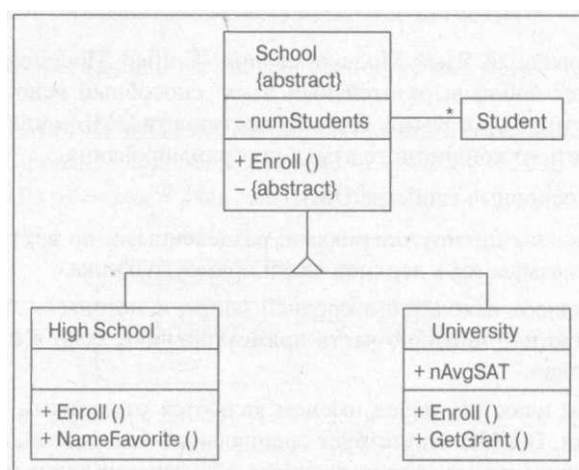 School
{abstract}
– numStudents
*
Student
+ Enroll ()
– {abstract}
High School
University
+ nAvgSAT
+ Enroll ()
+ NameFavorite ()
+ Enroll ()
+ GetGrant ()